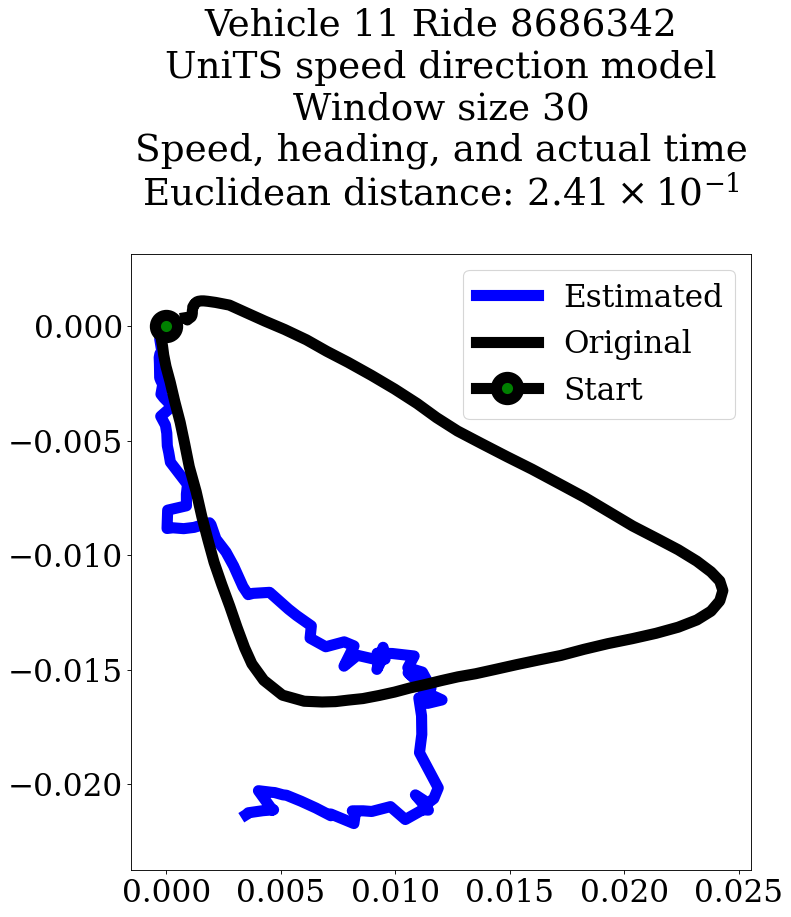 Vehicle 11 Ride 8686342
UniTS speed direction model
Window size 30
Speed, heading, and actual time
Euclidean distance: 2.41 × 10⁻¹
Estimated
Original
Start
0.000
−0.005
−0.010
−0.015
−0.020
0.000 0.005 0.010 0.015 0.020 0.025